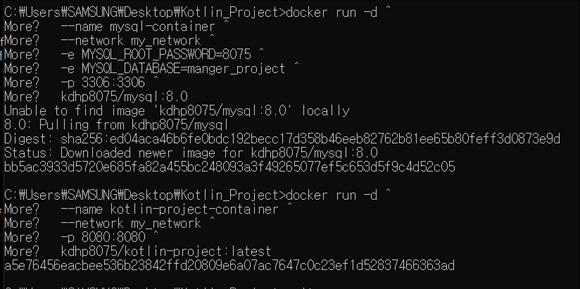 C:₩Users₩SAMSUNG₩Desktop₩Kotlin_Project>docker run -d ^
More?   --name mysql-container ^
More?   --network my_network ^
More?   -e MYSQL_ROOT_PASSWORD=8075 ^
More?   -e MYSQL_DATABASE=manger_project ^
More?   -p 3306:3306 ^
More?   kdhp8075/mysql:8.0
Unable to find image 'kdhp8075/mysql:8.0' locally
8.0: Pulling from kdhp8075/mysql
Digest: sha256:ed04aca46b6fe0bdc192becc17d358b46eeb82762b81ee65b80feff3d0873e9d
Status: Downloaded newer image for kdhp8075/mysql:8.0
bb5ac3933d5720e685fa82a455bc248093a3f49265077ef5c653d5f9c4d52c05
C:₩Users₩SAMSUNG₩Desktop₩Kotlin_Project>docker run -d ^
More?   --name kotlin-project-container ^
More?   --network my_network ^
More?   -p 8080:8080 ^
More?   kdhp8075/kotlin-project:latest
a5e76456eacbee536b23842ffd20809e6a07ac7647c0c23ef1d52837466363ad